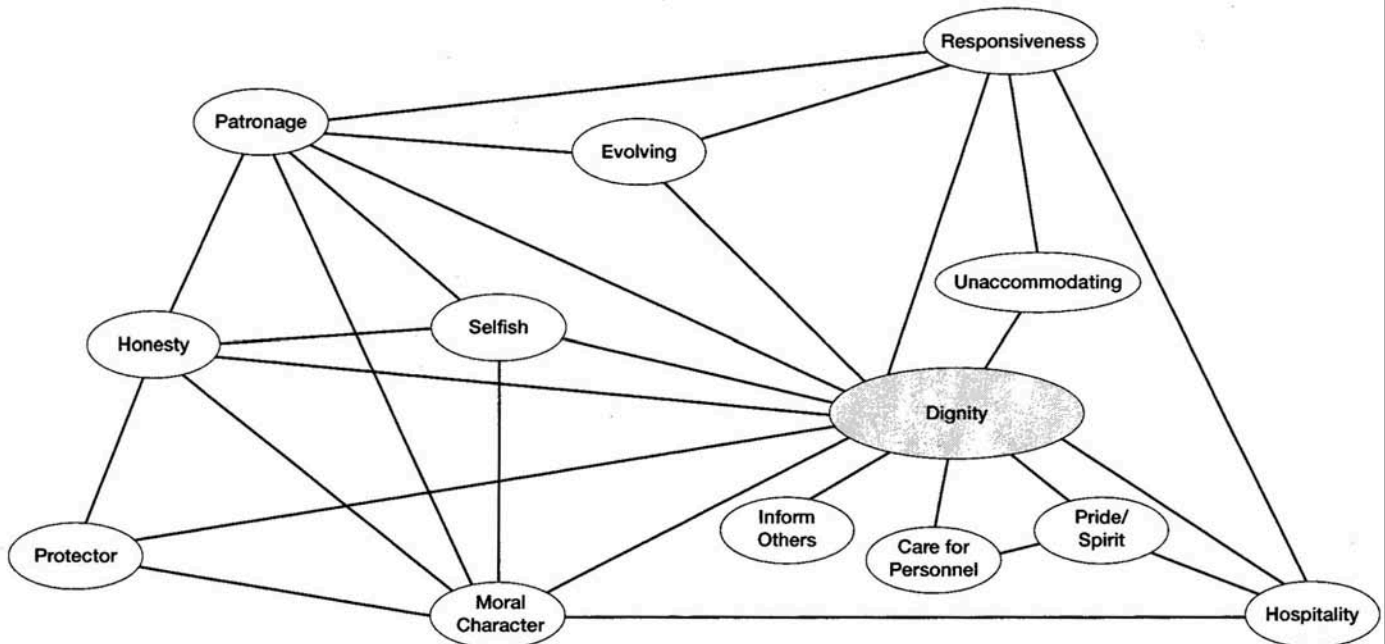 Responsiveness
Patronage
Evolving
Unaccommodating
Selfish
Honesty
Dignity
Inform
Others
Pride/
Spirit
Care for
Personnel
Protector
Moral
Character
Hospitality